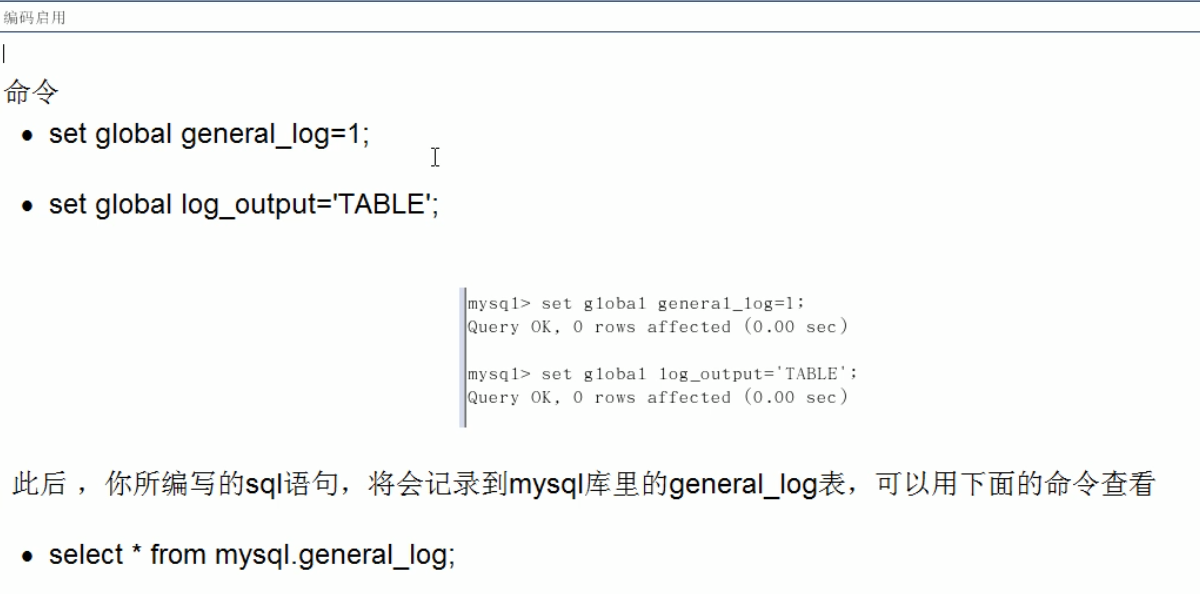 编码启用
命令
• set global general_log=1;
• set global log_output='TABLE';
mysql> set global general_log=1;
Query OK, 0 rows affected (0.00 sec)
mysql> set global log_output='TABLE';
Query OK, 0 rows affected (0.00 sec)
此后 ，你所编写的sql语句，将会记录到mysql库里的general_log表，可以用下面的命令查看
• select * from mysql.general_log;